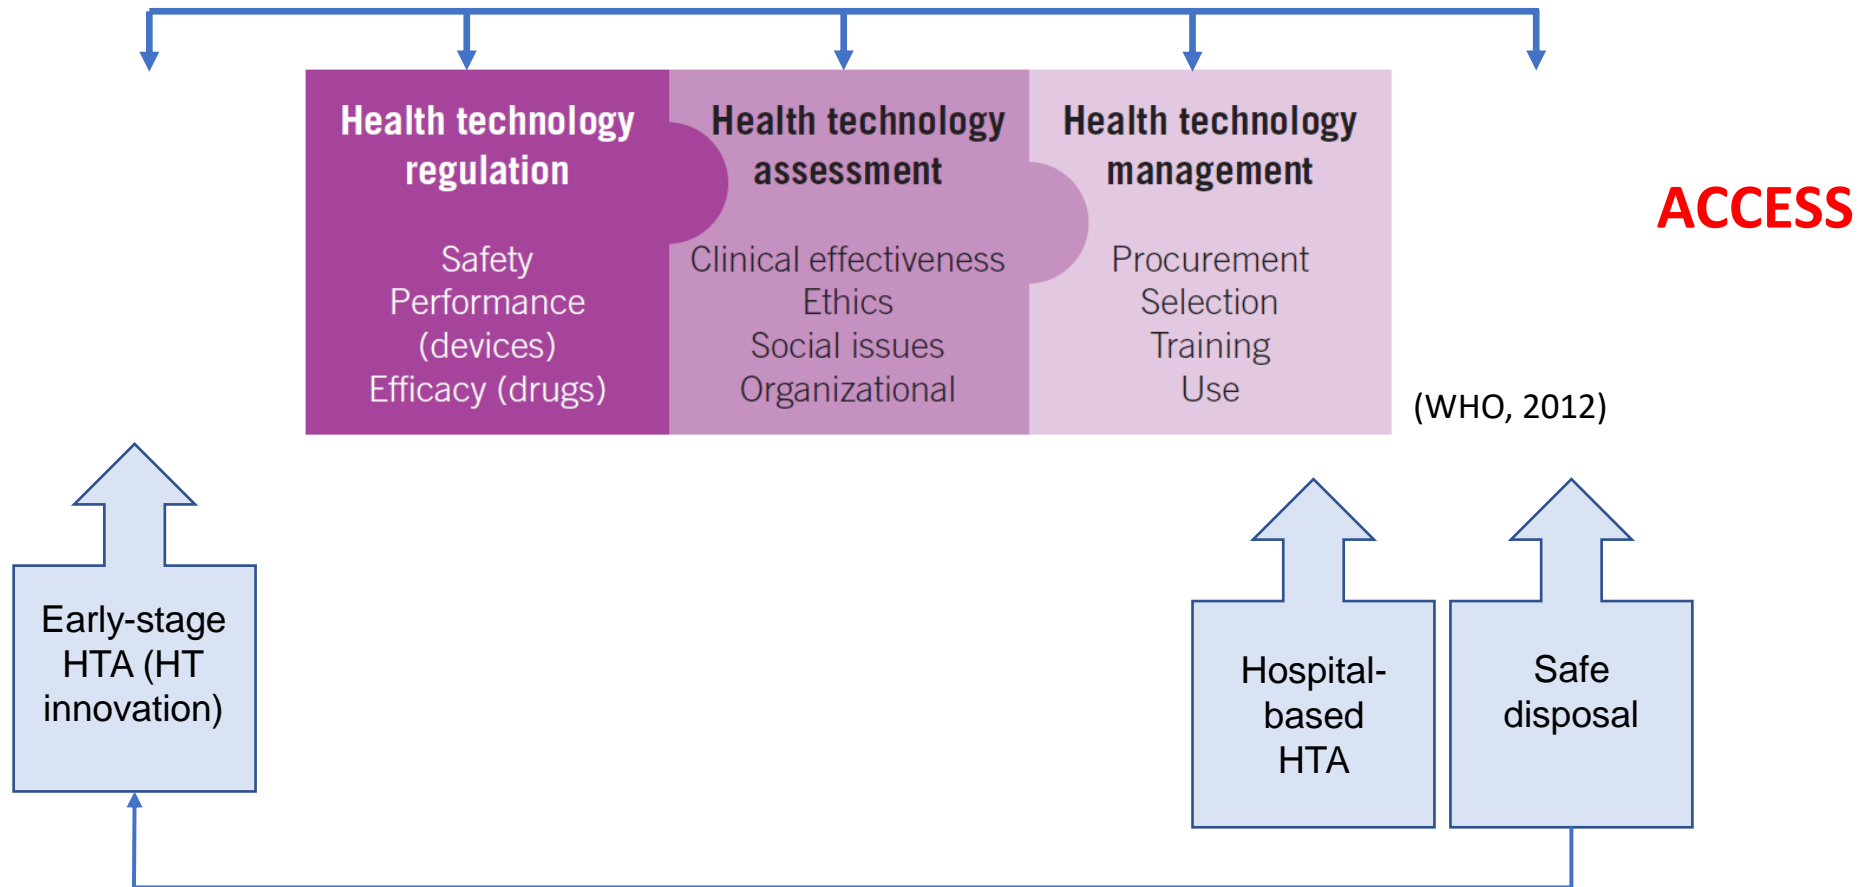 Health technology
regulation
Safety
Performance
(devices)
Efficacy (drugs)
Health technology
assessment
Clinical effectiveness
Ethics
Social issues
Organizational
Health technology
management
Procurement
Selection
Training
Use
ACCESS
(WHO, 2012)
Early-stage
HTA (HT
innovation)
Hospital-
based
HTA
Safe
disposal